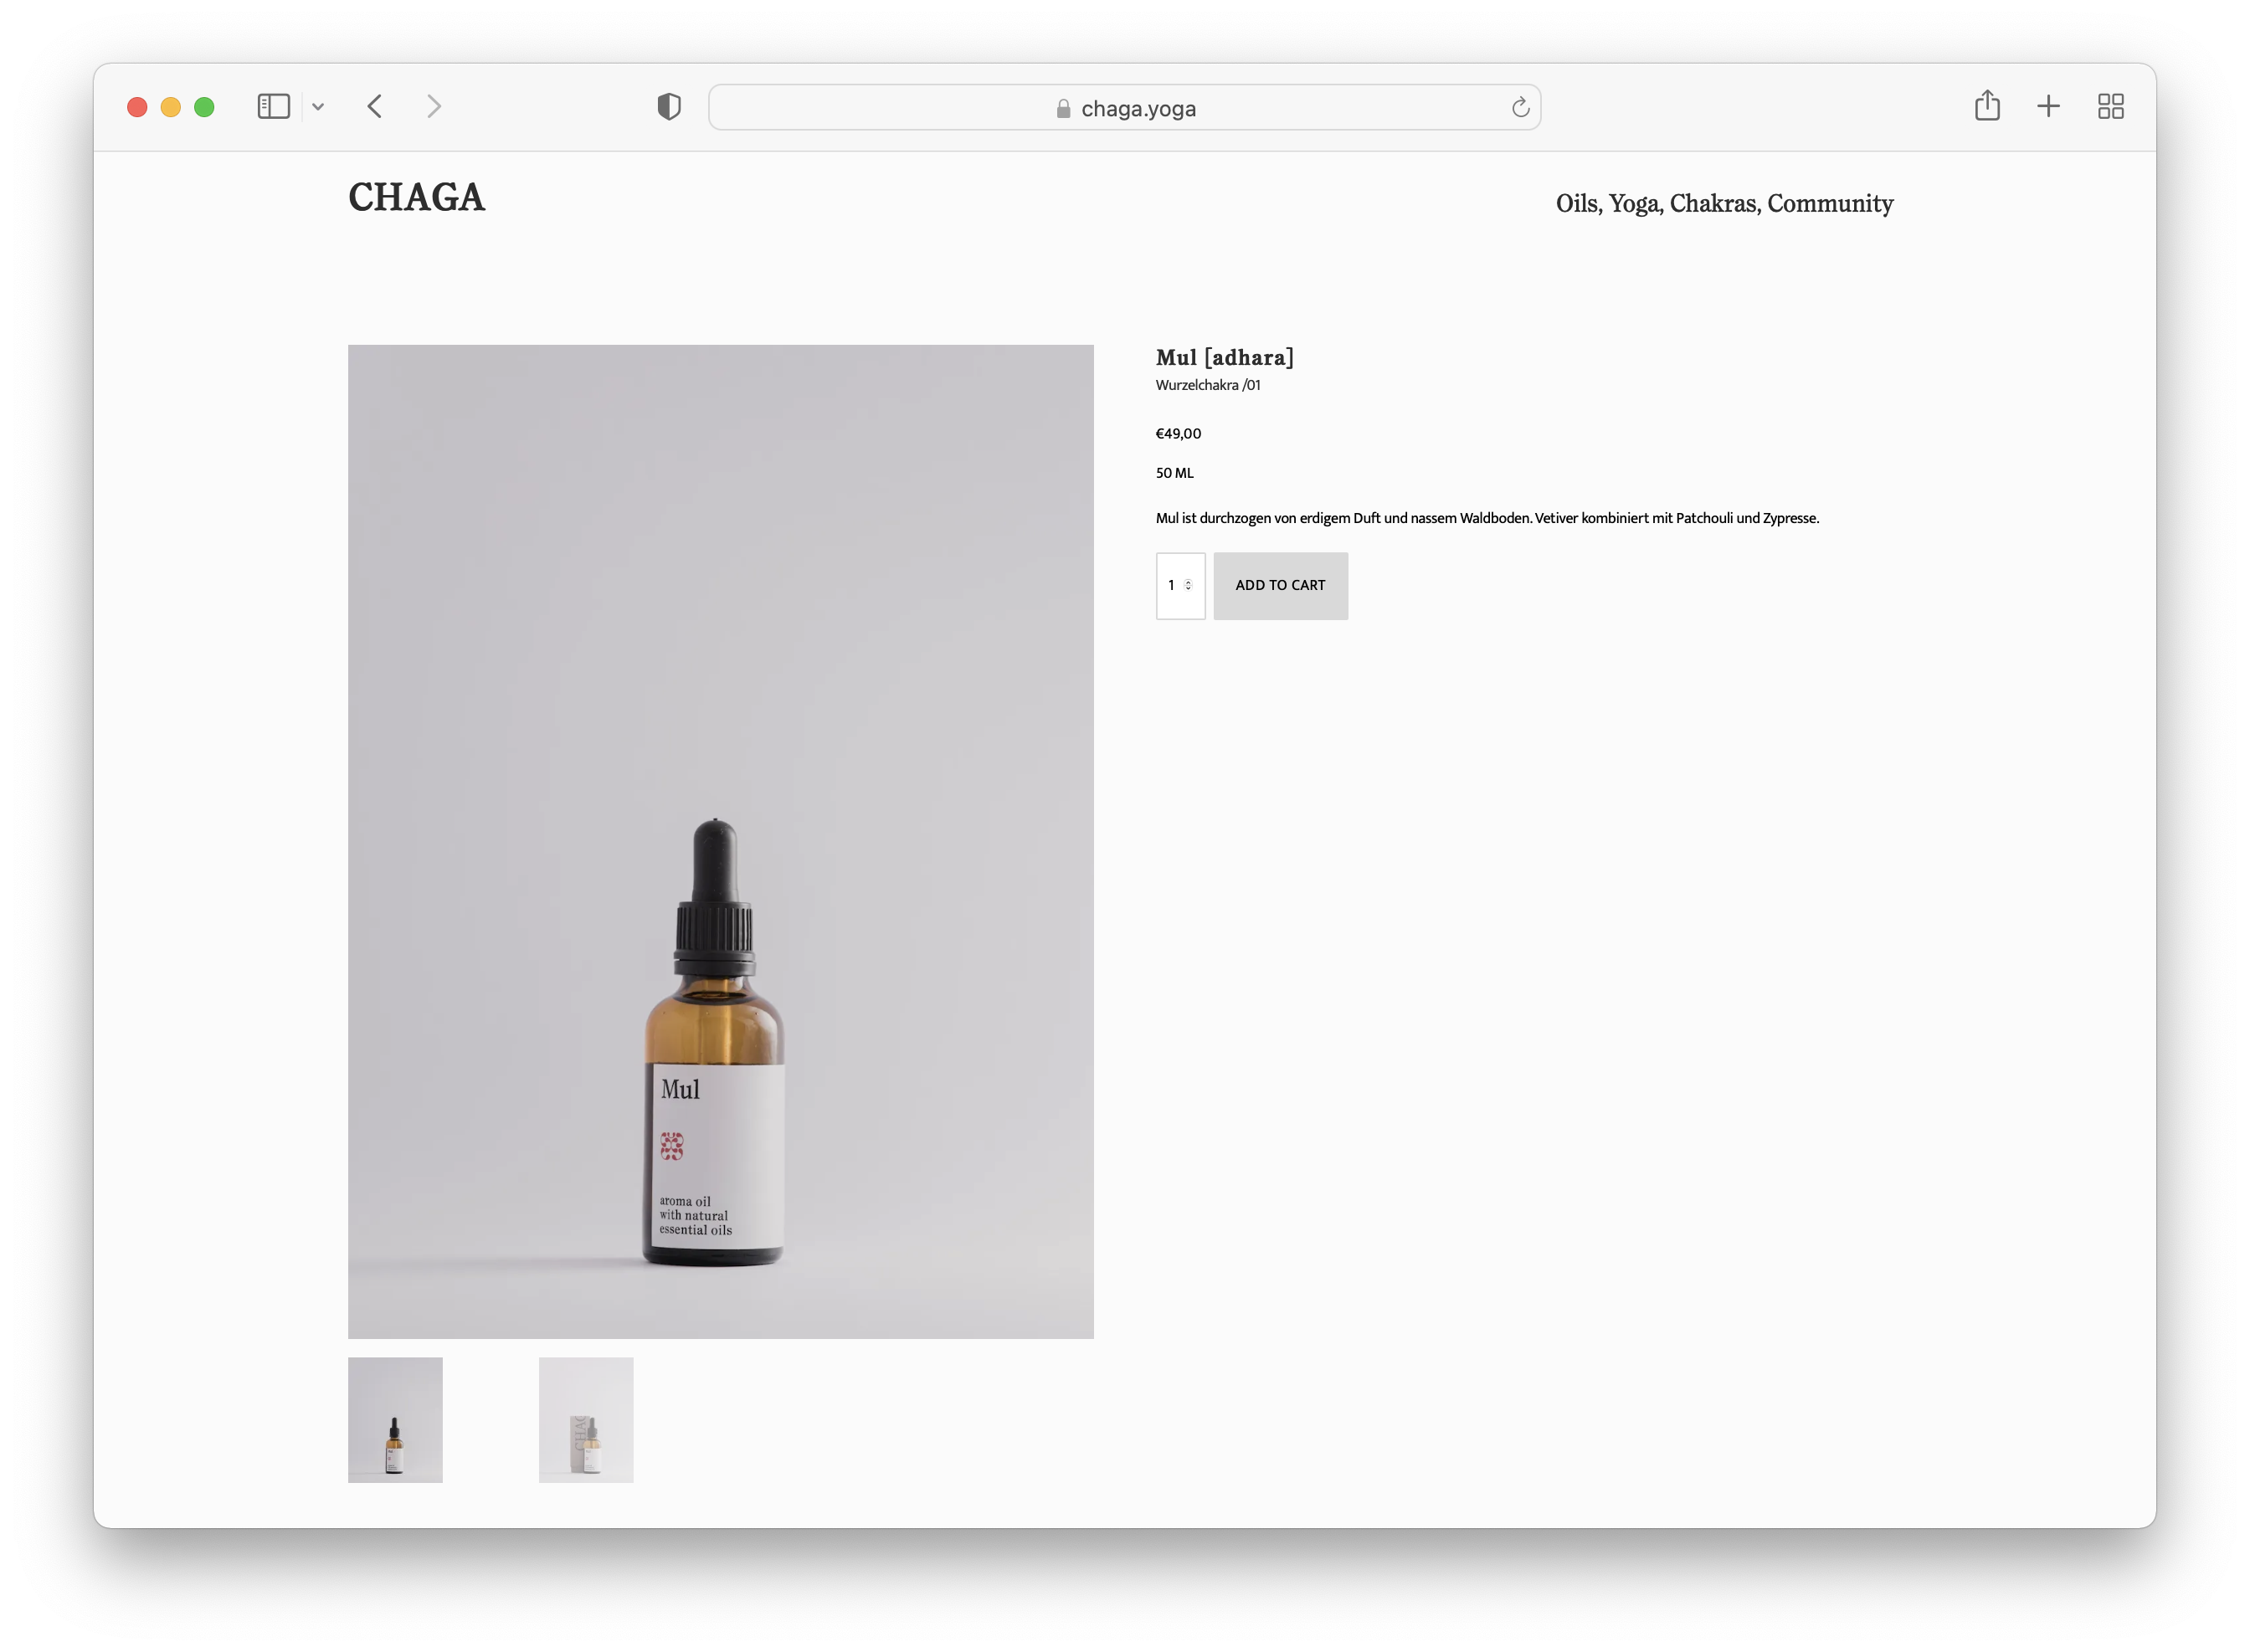 chaga.yoga
CHAGA
Oils, Yoga, Chakras, Community
Mul [adhara]
Wurzelchakra /01
€49,00
50 ML
Mul ist durchzogen von erdigem Duft und nassem Waldboden. Vetiver kombiniert mit Patchouli und Zypresse.
1
ADD TO CART
Mul
aroma oil
with natural
essential oils